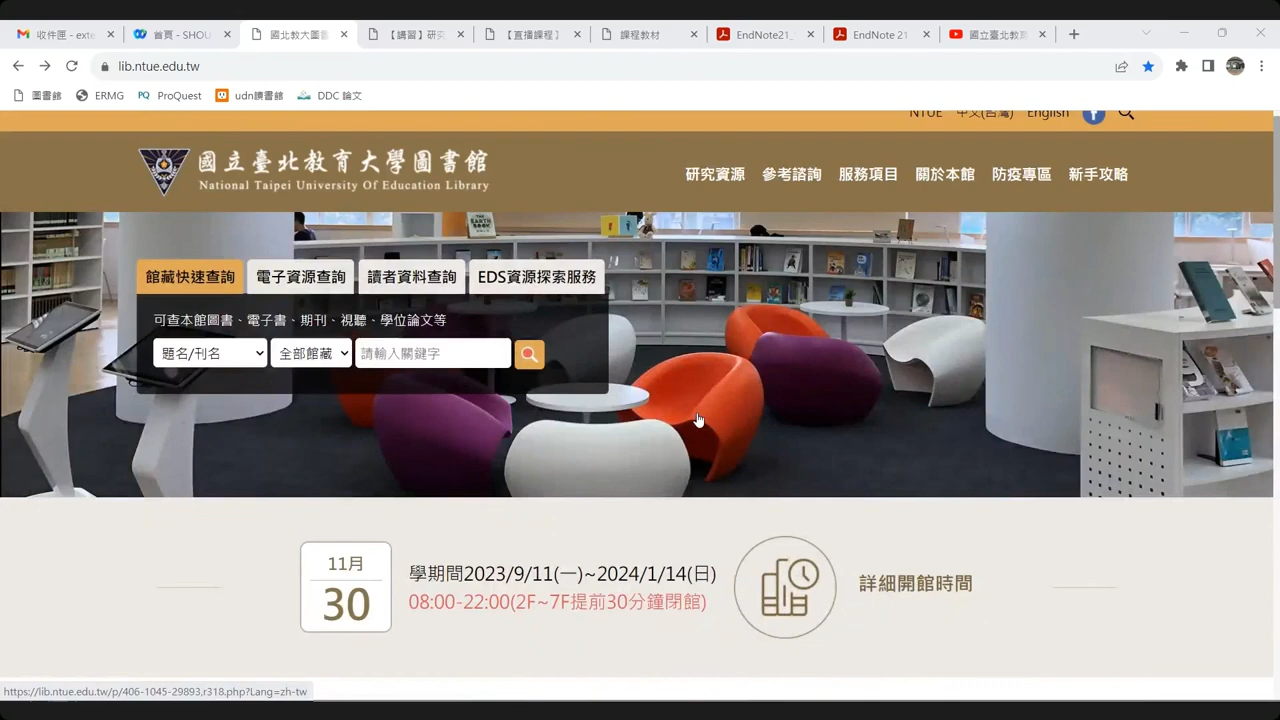 收件匣 - exte
首頁 - SHOU
國北教大圖書
【講習】研究
【直播課程】
課程教材
EndNote21_
EndNote 21
國立臺北教育
lib.ntue.edu.tw
圖書館
ERMG
PQ ProQuest
udn讀書館
DDC 論文
NTUE 中文(台灣) English
國立臺北教育大學圖書館
National Taipei University Of Education Library
研究資源 參考諮詢 服務項目 關於本館 防疫專區 新手攻略
館藏快速查詢 電子資源查詢 讀者資料查詢 EDS資源探索服務
可查本館圖書、電子書、期刊、視聽、學位論文等
題名/刊名 全部館藏 請輸入關鍵字
11月
30
學期間2023/9/11(一)~2024/1/14(日)
08:00-22:00(2F~7F提前30分鐘閉館)
詳細開館時間
https://lib.ntue.edu.tw/p/406-1045-29893,r318.php?Lang=zh-tw